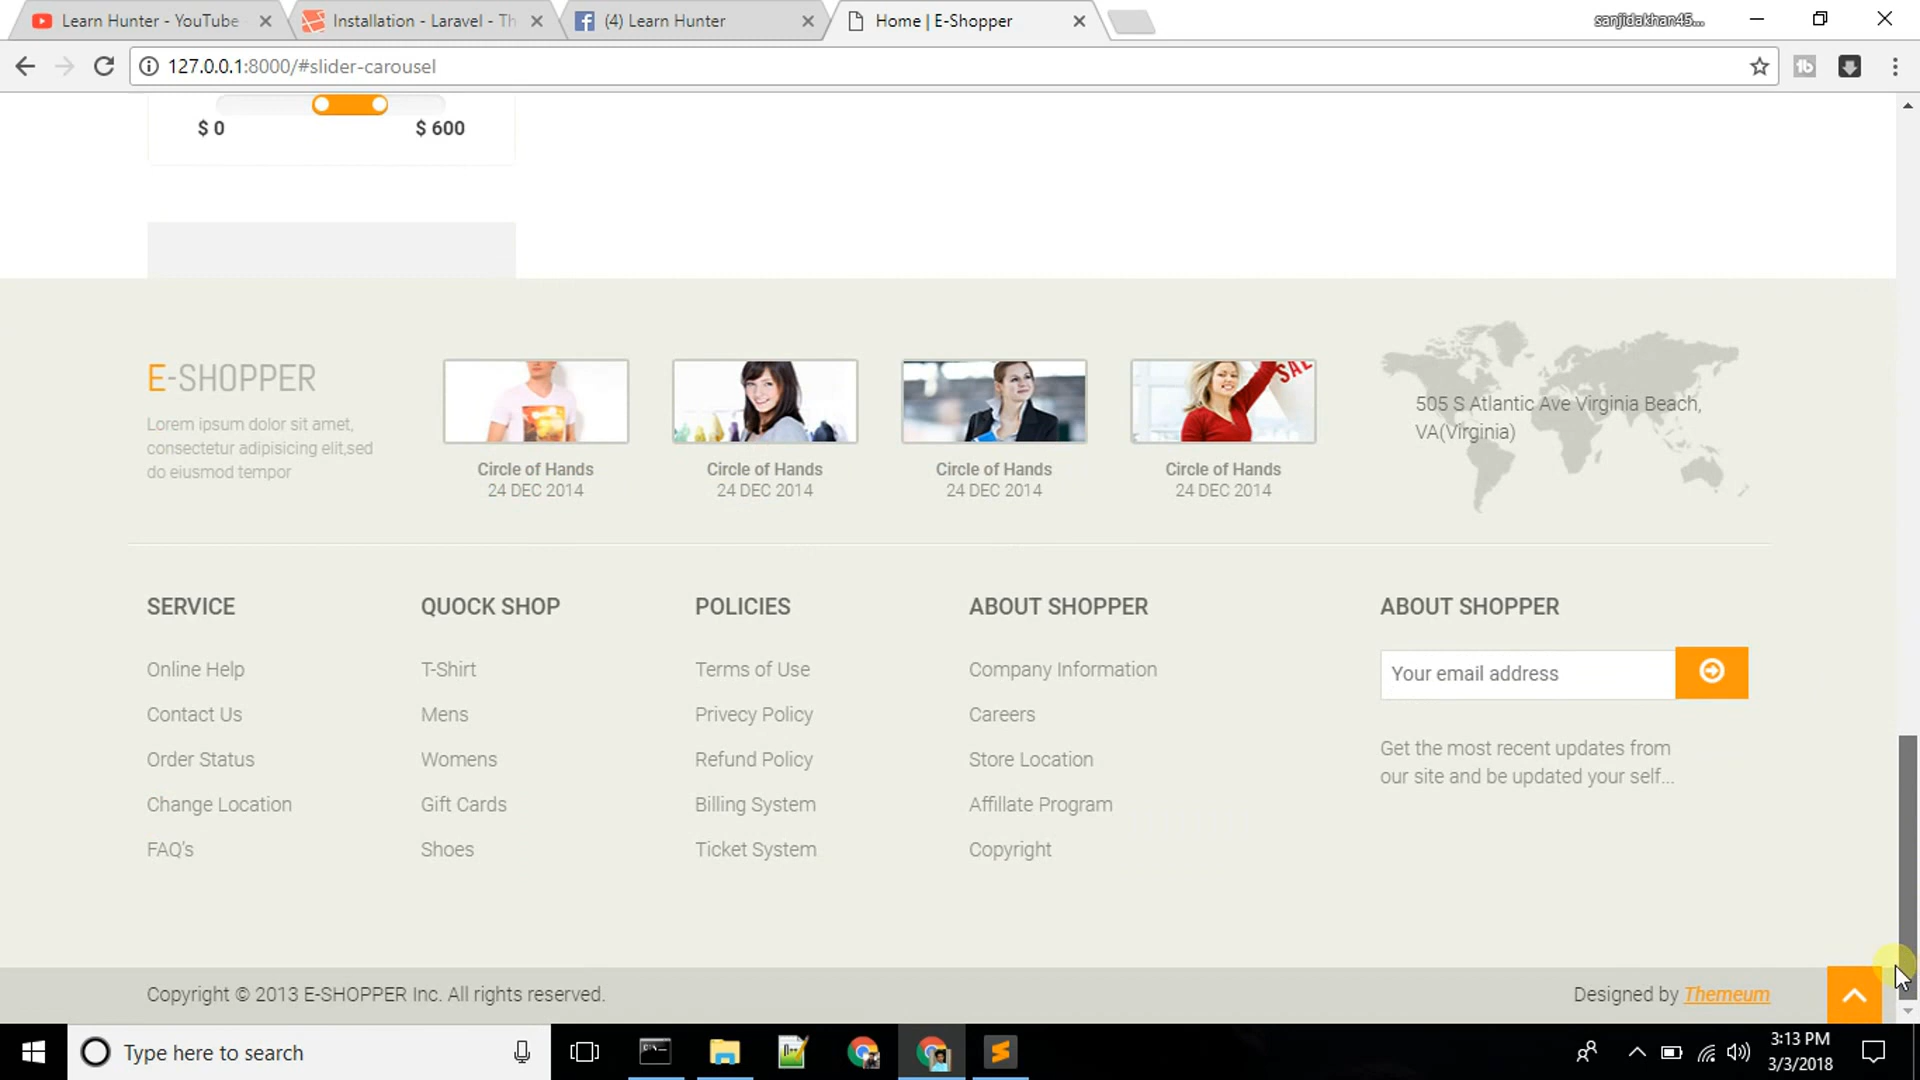 Learn Hunter - YouTube
Installation - Laravel - Th
(4) Learn Hunter
Home | E-Shopper
sanjidakhan45...
127.0.0.1:8000/#slider-carousel
$ 0
$ 600
E-SHOPPER
Lorem ipsum dolor sit amet,
consectetur adipisicing elit,sed
do eiusmod tempor
Circle of Hands
24 DEC 2014
Circle of Hands
24 DEC 2014
Circle of Hands
24 DEC 2014
SALE
Circle of Hands
24 DEC 2014
505 S Atlantic Ave Virginia Beach,
VA(Virginia)
SERVICE
Online Help
Contact Us
Order Status
Change Location
FAQ's
QUOCK SHOP
T-Shirt
Mens
Womens
Gift Cards
Shoes
POLICIES
Terms of Use
Privecy Policy
Refund Policy
Billing System
Ticket System
ABOUT SHOPPER
Company Information
Careers
Store Location
Affillate Program
Copyright
ABOUT SHOPPER
Your email address
Get the most recent updates from
our site and be updated your self...
Copyright © 2013 E-SHOPPER Inc. All rights reserved.
Designed by Themeum
Type here to search
3:13 PM
3/3/2018